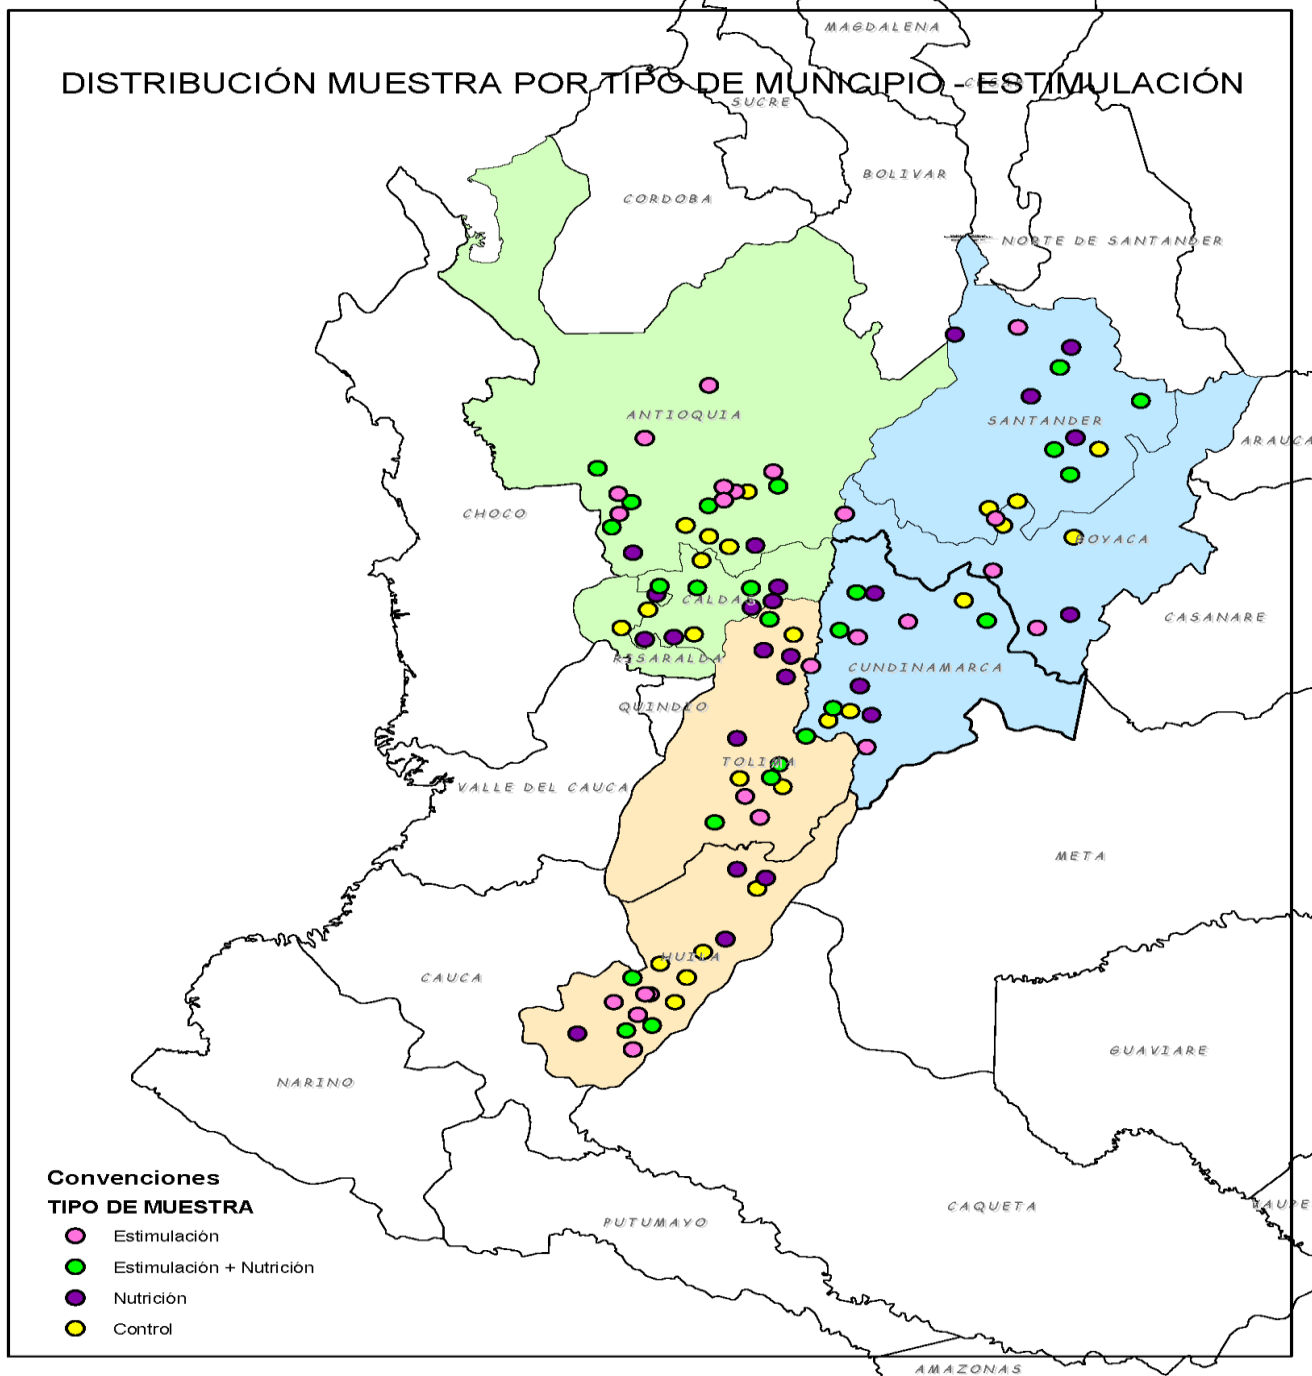 MAGDALENA
DISTRIBUCIÓN MUESTRA POR TIPO DE MUNICIPIO - ESTIMULACIÓN
SUCRE
BOLIVAR
CORDOBA
NORTE DE SANTANDER
ANTIOQUIA
SANTANDER
ARAUCA
CHOCO
BOYACA
CALDAS
CASANARE
RISARALDA
CUNDINAMARCA
QUINDIO
TOLIMA
VALLE DEL CAUCA
META
HUILA
CAUCA
GUAVIARE
NARINO
Convenciones
TIPO DE MUESTRA
CAQUETA
PUTUMAYO
Estimulación
Estimulación + Nutrición
Nutrición
Control
AMAZONAS